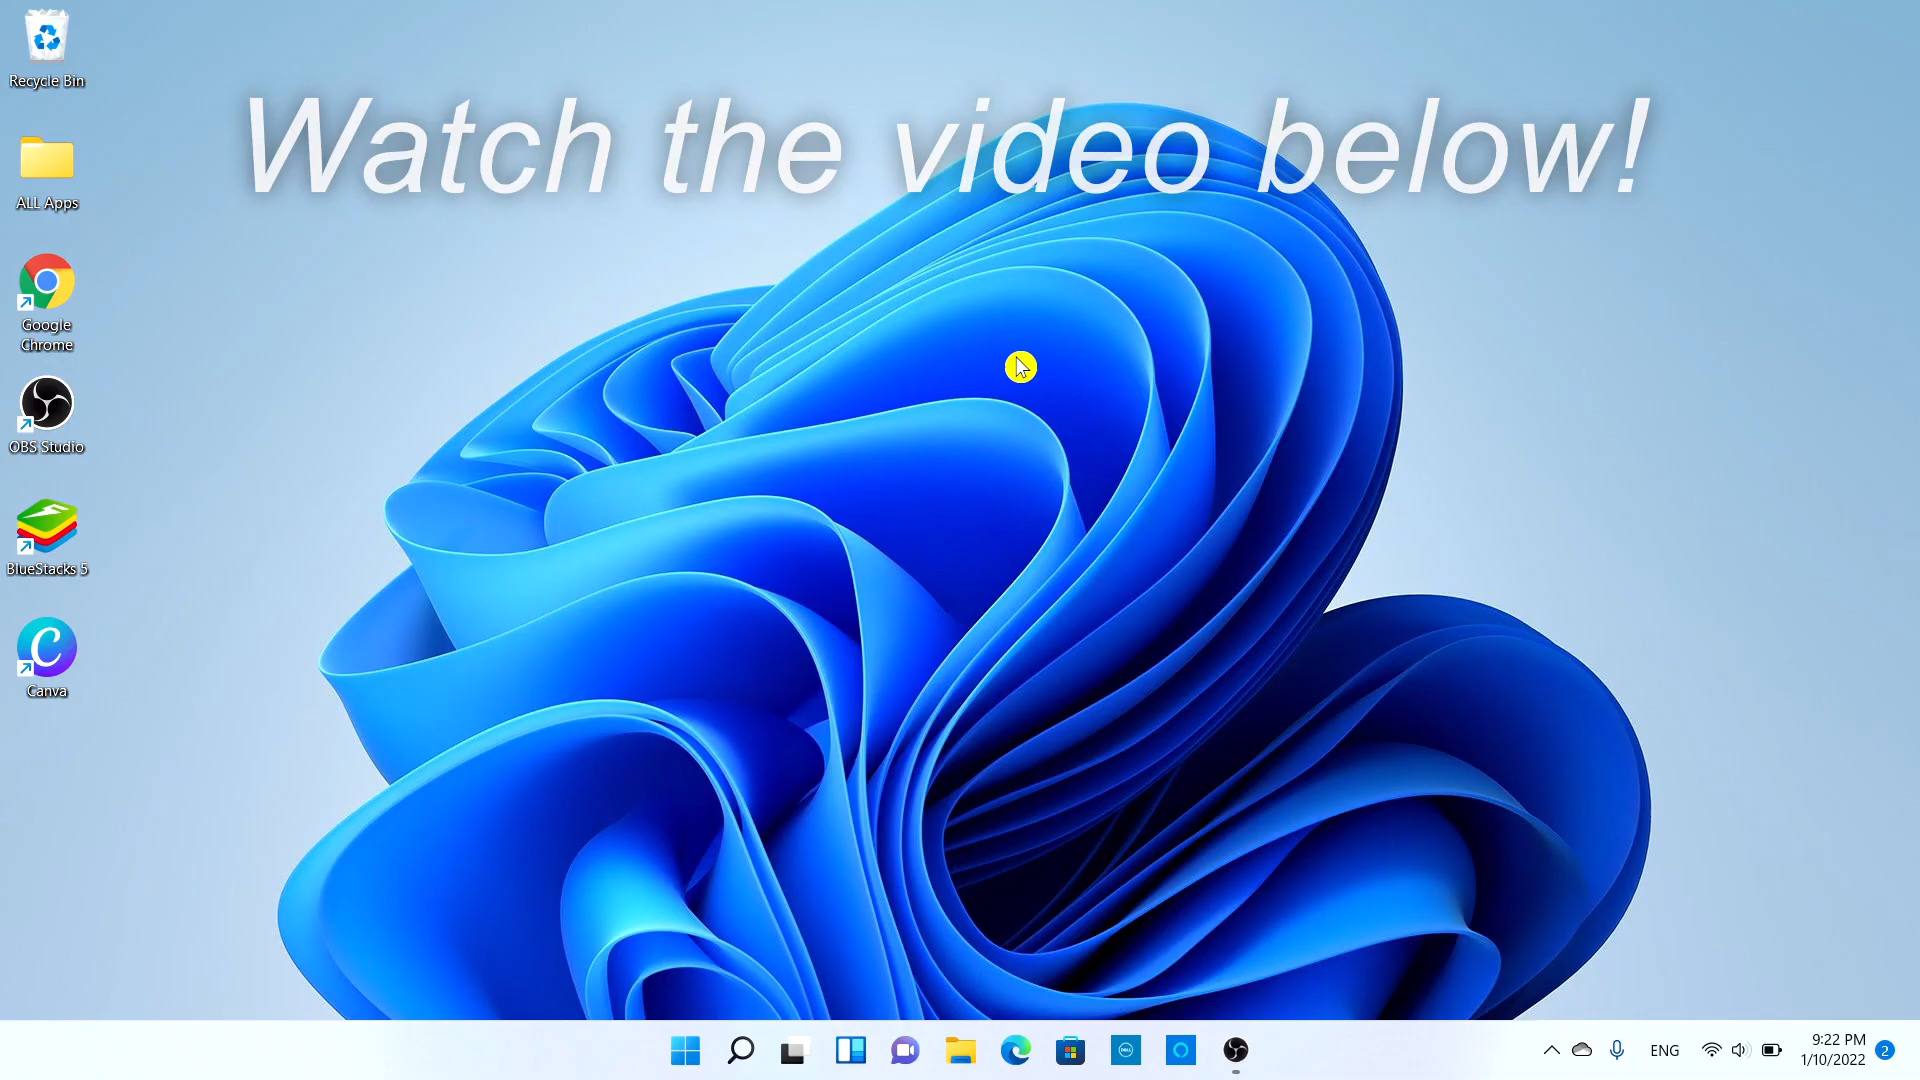 Watch the video below!
Recycle Bin
ALL Apps
Google
Chrome
OBS Studio
BlueStacks 5
Canva
DELL
ENG
9:22 PM
1/10/2022
2